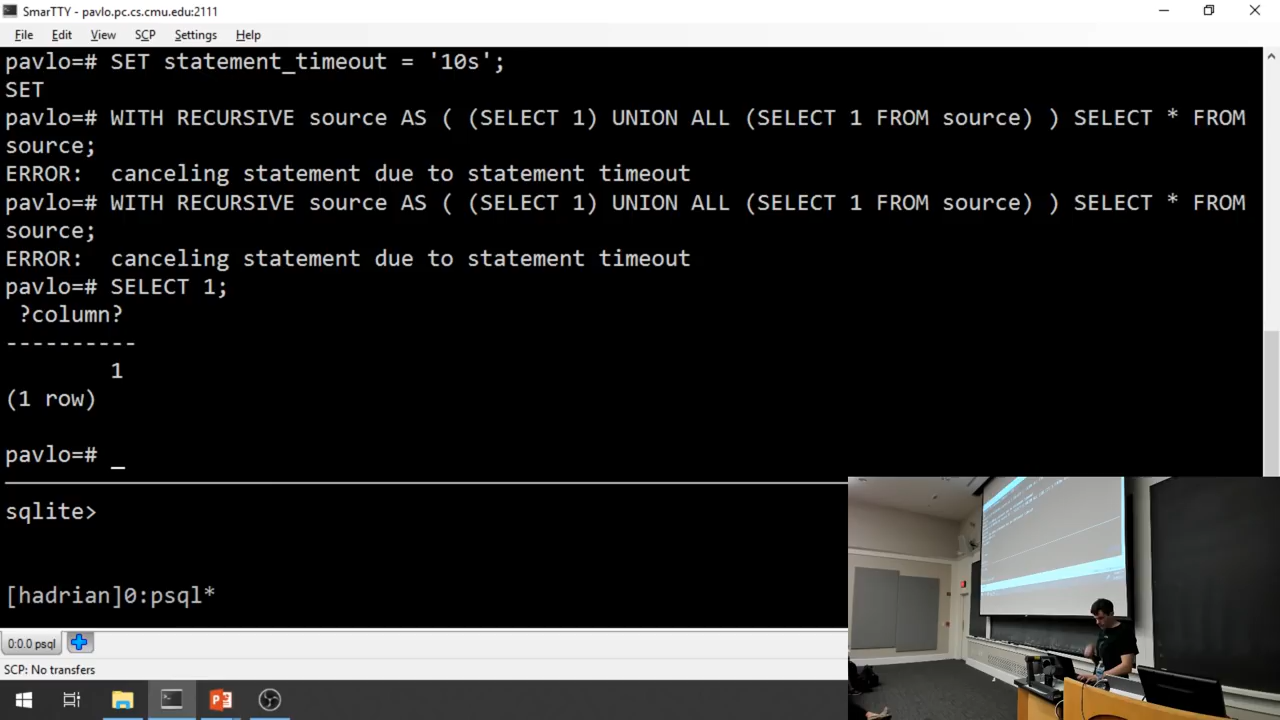 SmarTTY - pavlo.pc.cs.cmu.edu:2111
File Edit View SCP Settings Help
pavlo=# SET statement_timeout = '10s';
SET
pavlo=# WITH RECURSIVE source AS ( (SELECT 1) UNION ALL (SELECT 1 FROM source) ) SELECT * FROM
source;
ERROR:  canceling statement due to statement timeout
pavlo=# WITH RECURSIVE source AS ( (SELECT 1) UNION ALL (SELECT 1 FROM source) ) SELECT * FROM
source;
ERROR:  canceling statement due to statement timeout
pavlo=# SELECT 1;
 ?column?
----------
        1
(1 row)
pavlo=# _
sqlite>
[hadrian]0:psql*
0:0.0 psql
SCP: No transfers